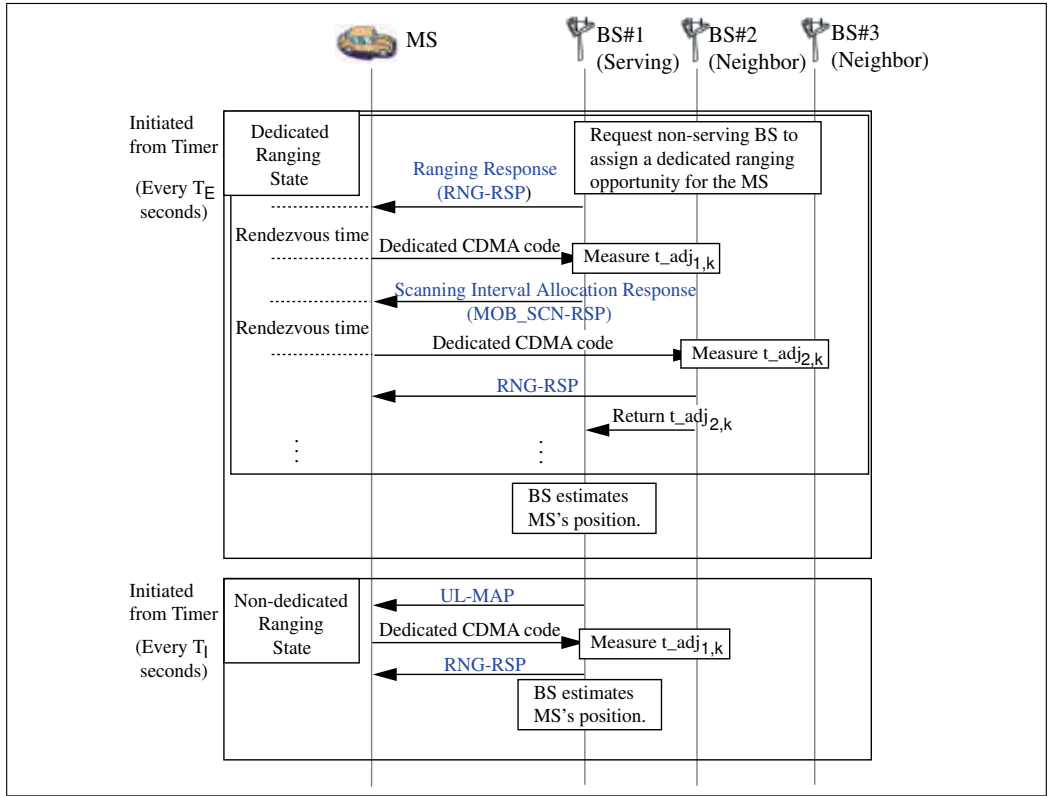 MS
BS#1
(Serving)
BS#2
(Neighbor)
BS#3
(Neighbor)
Initiated
from Timer
(Every T_E
seconds)
Dedicated
Ranging
State
Request non-serving BS to
assign a dedicated ranging
opportunity for the MS
Ranging Response
(RNG-RSP)
Rendezvous time
Dedicated CDMA code
Measure t_adj1,k
Scanning Interval Allocation Response
(MOB_SCN-RSP)
Rendezvous time
Dedicated CDMA code
Measure t_adj2,k
RNG-RSP
Return t_adj2,k
BS estimates
MS's position.
Initiated
from Timer
(Every T_I
seconds)
Non-dedicated
Ranging
State
UL-MAP
Dedicated CDMA code
Measure t_adj1,k
RNG-RSP
BS estimates
MS's position.